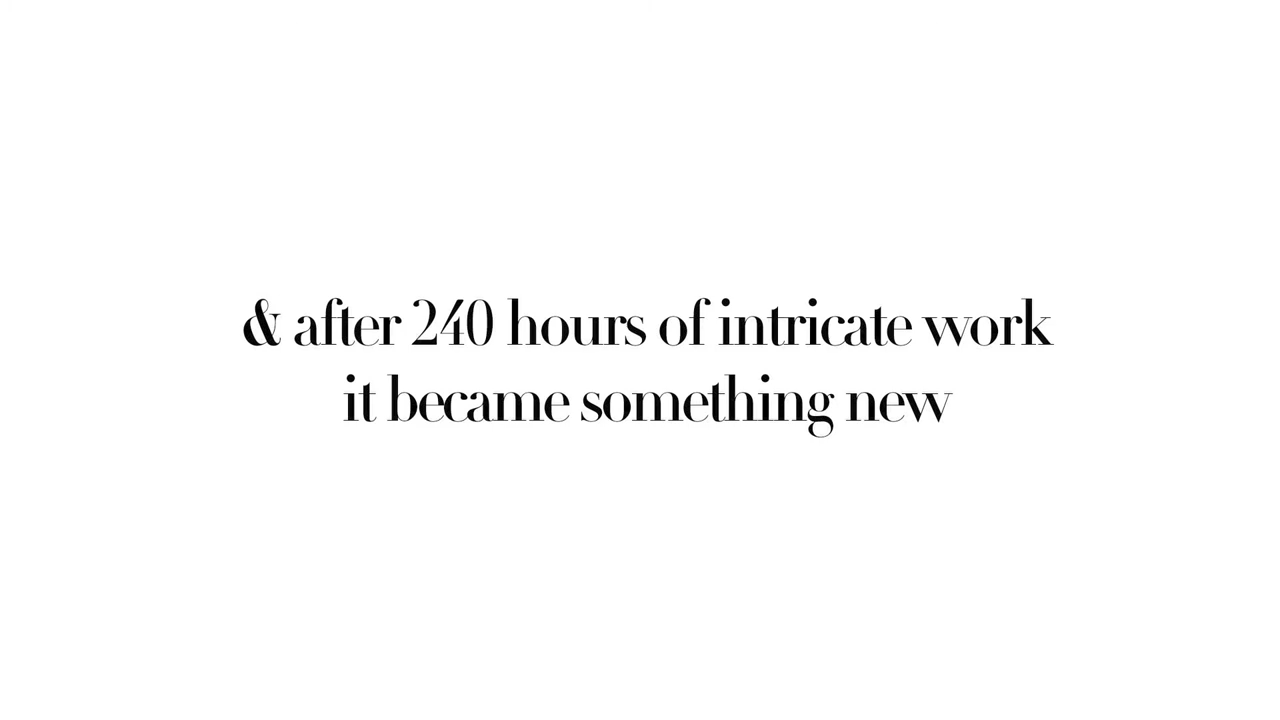 & after 240 hours of intricate work
it became something new